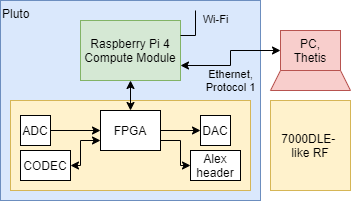 Pluto
Wi-Fi
Raspberry Pi 4
Compute Module
PC,
Thetis
Ethernet,
Protocol 1
ADC
FPGA
DAC
CODEC
Alex
header
7000DLE-
like RF